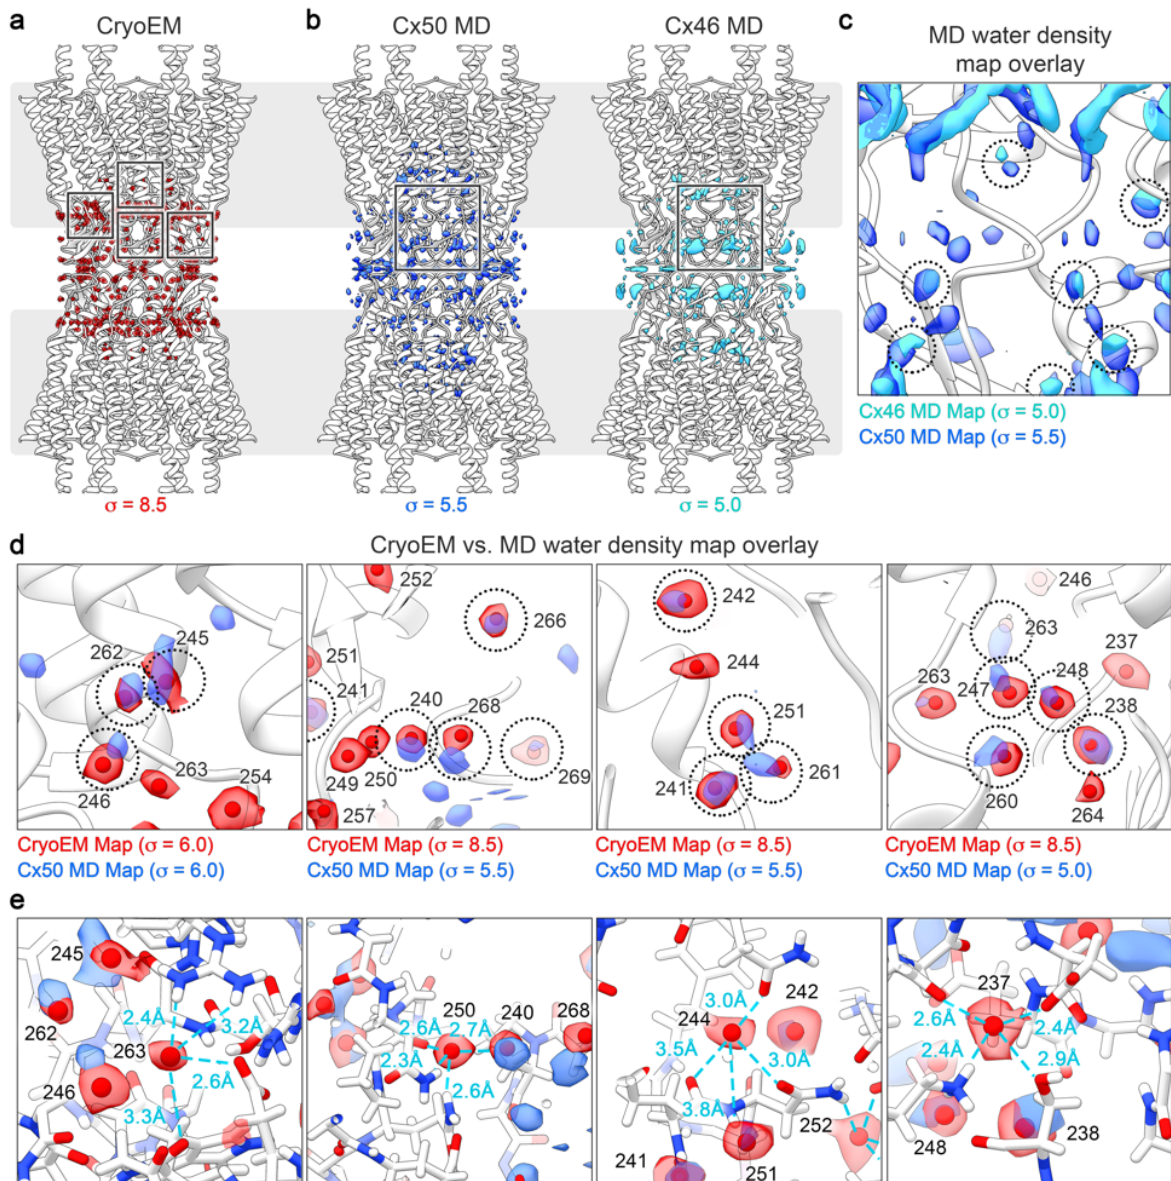 a
CryoEM
b
Cx50 MD
Cx46 MD
c
MD water density
map overlay
σ = 8.5
σ = 5.5
σ = 5.0
Cx46 MD Map (σ = 5.0)
Cx50 MD Map (σ = 5.5)
d
CryoEM vs. MD water density map overlay
245
262
246
263
254
CryoEM Map (σ = 6.0)
Cx50 MD Map (σ = 6.0)
252
266
251
241
240
268
249
250
269
257
CryoEM Map (σ = 8.5)
Cx50 MD Map (σ = 5.5)
242
244
251
261
241
CryoEM Map (σ = 8.5)
Cx50 MD Map (σ = 5.5)
246
263
237
263
247
248
238
260
264
CryoEM Map (σ = 8.5)
Cx50 MD Map (σ = 5.0)
e
245
262
2.4Å
3.2Å
263
2.6Å
246
3.3Å
250
240
268
2.6Å
2.7Å
2.3Å
2.6Å
3.0Å
242
244
3.5Å
3.0Å
3.8Å
252
241
251
237
2.6Å
2.4Å
2.4Å
2.9Å
248
238